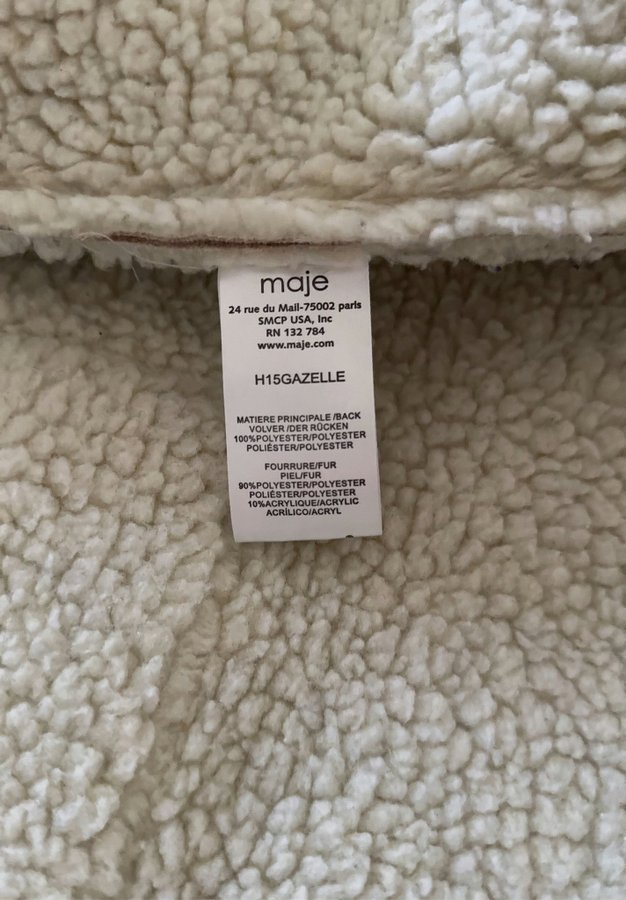 maje
24 rue du Mail-75002 paris
SMCP USA, Inc
RN 132 784
www.maje.com
H15GAZELLE
MATIERE PRINCIPALE /BACK
VOLVER /DER RÜCKEN
100%POLYESTER/POLYESTER
POLIÉSTER/POLYESTER
FOURRURE/FUR
PIEL/FUR
90%POLYESTER/POLYESTER
POLIÉSTER/POLYESTER
10%ACRYLIQUE/ACRYLIC
ACRÍLICO/ACRYL